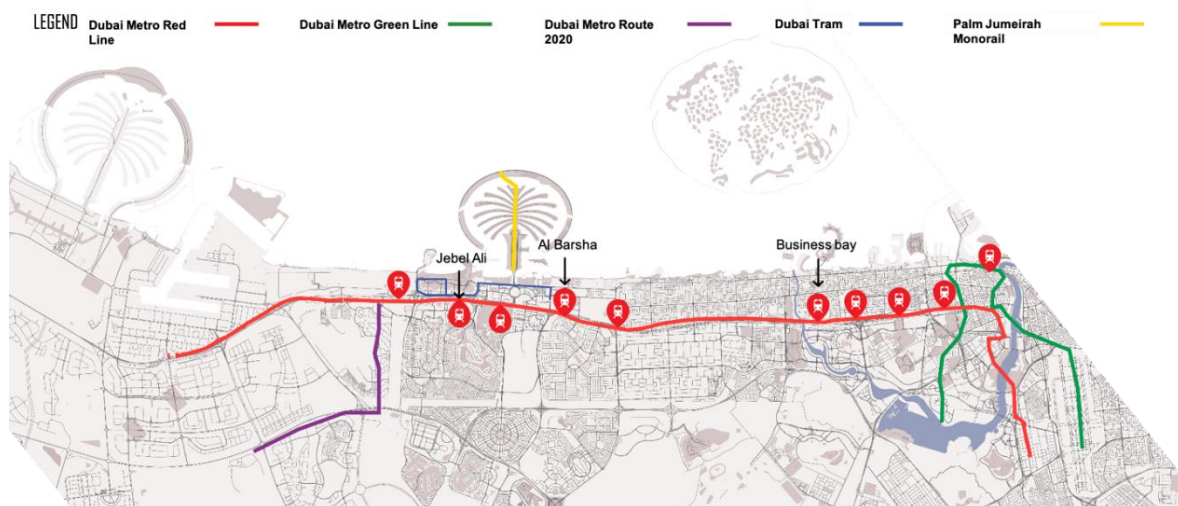 LEGEND
Dubai Metro Red
Line
Dubai Metro Green Line
Dubai Metro Route
2020
Dubai Tram
Palm Jumeirah
Monorail
Jebel Ali
Al Barsha
Business bay